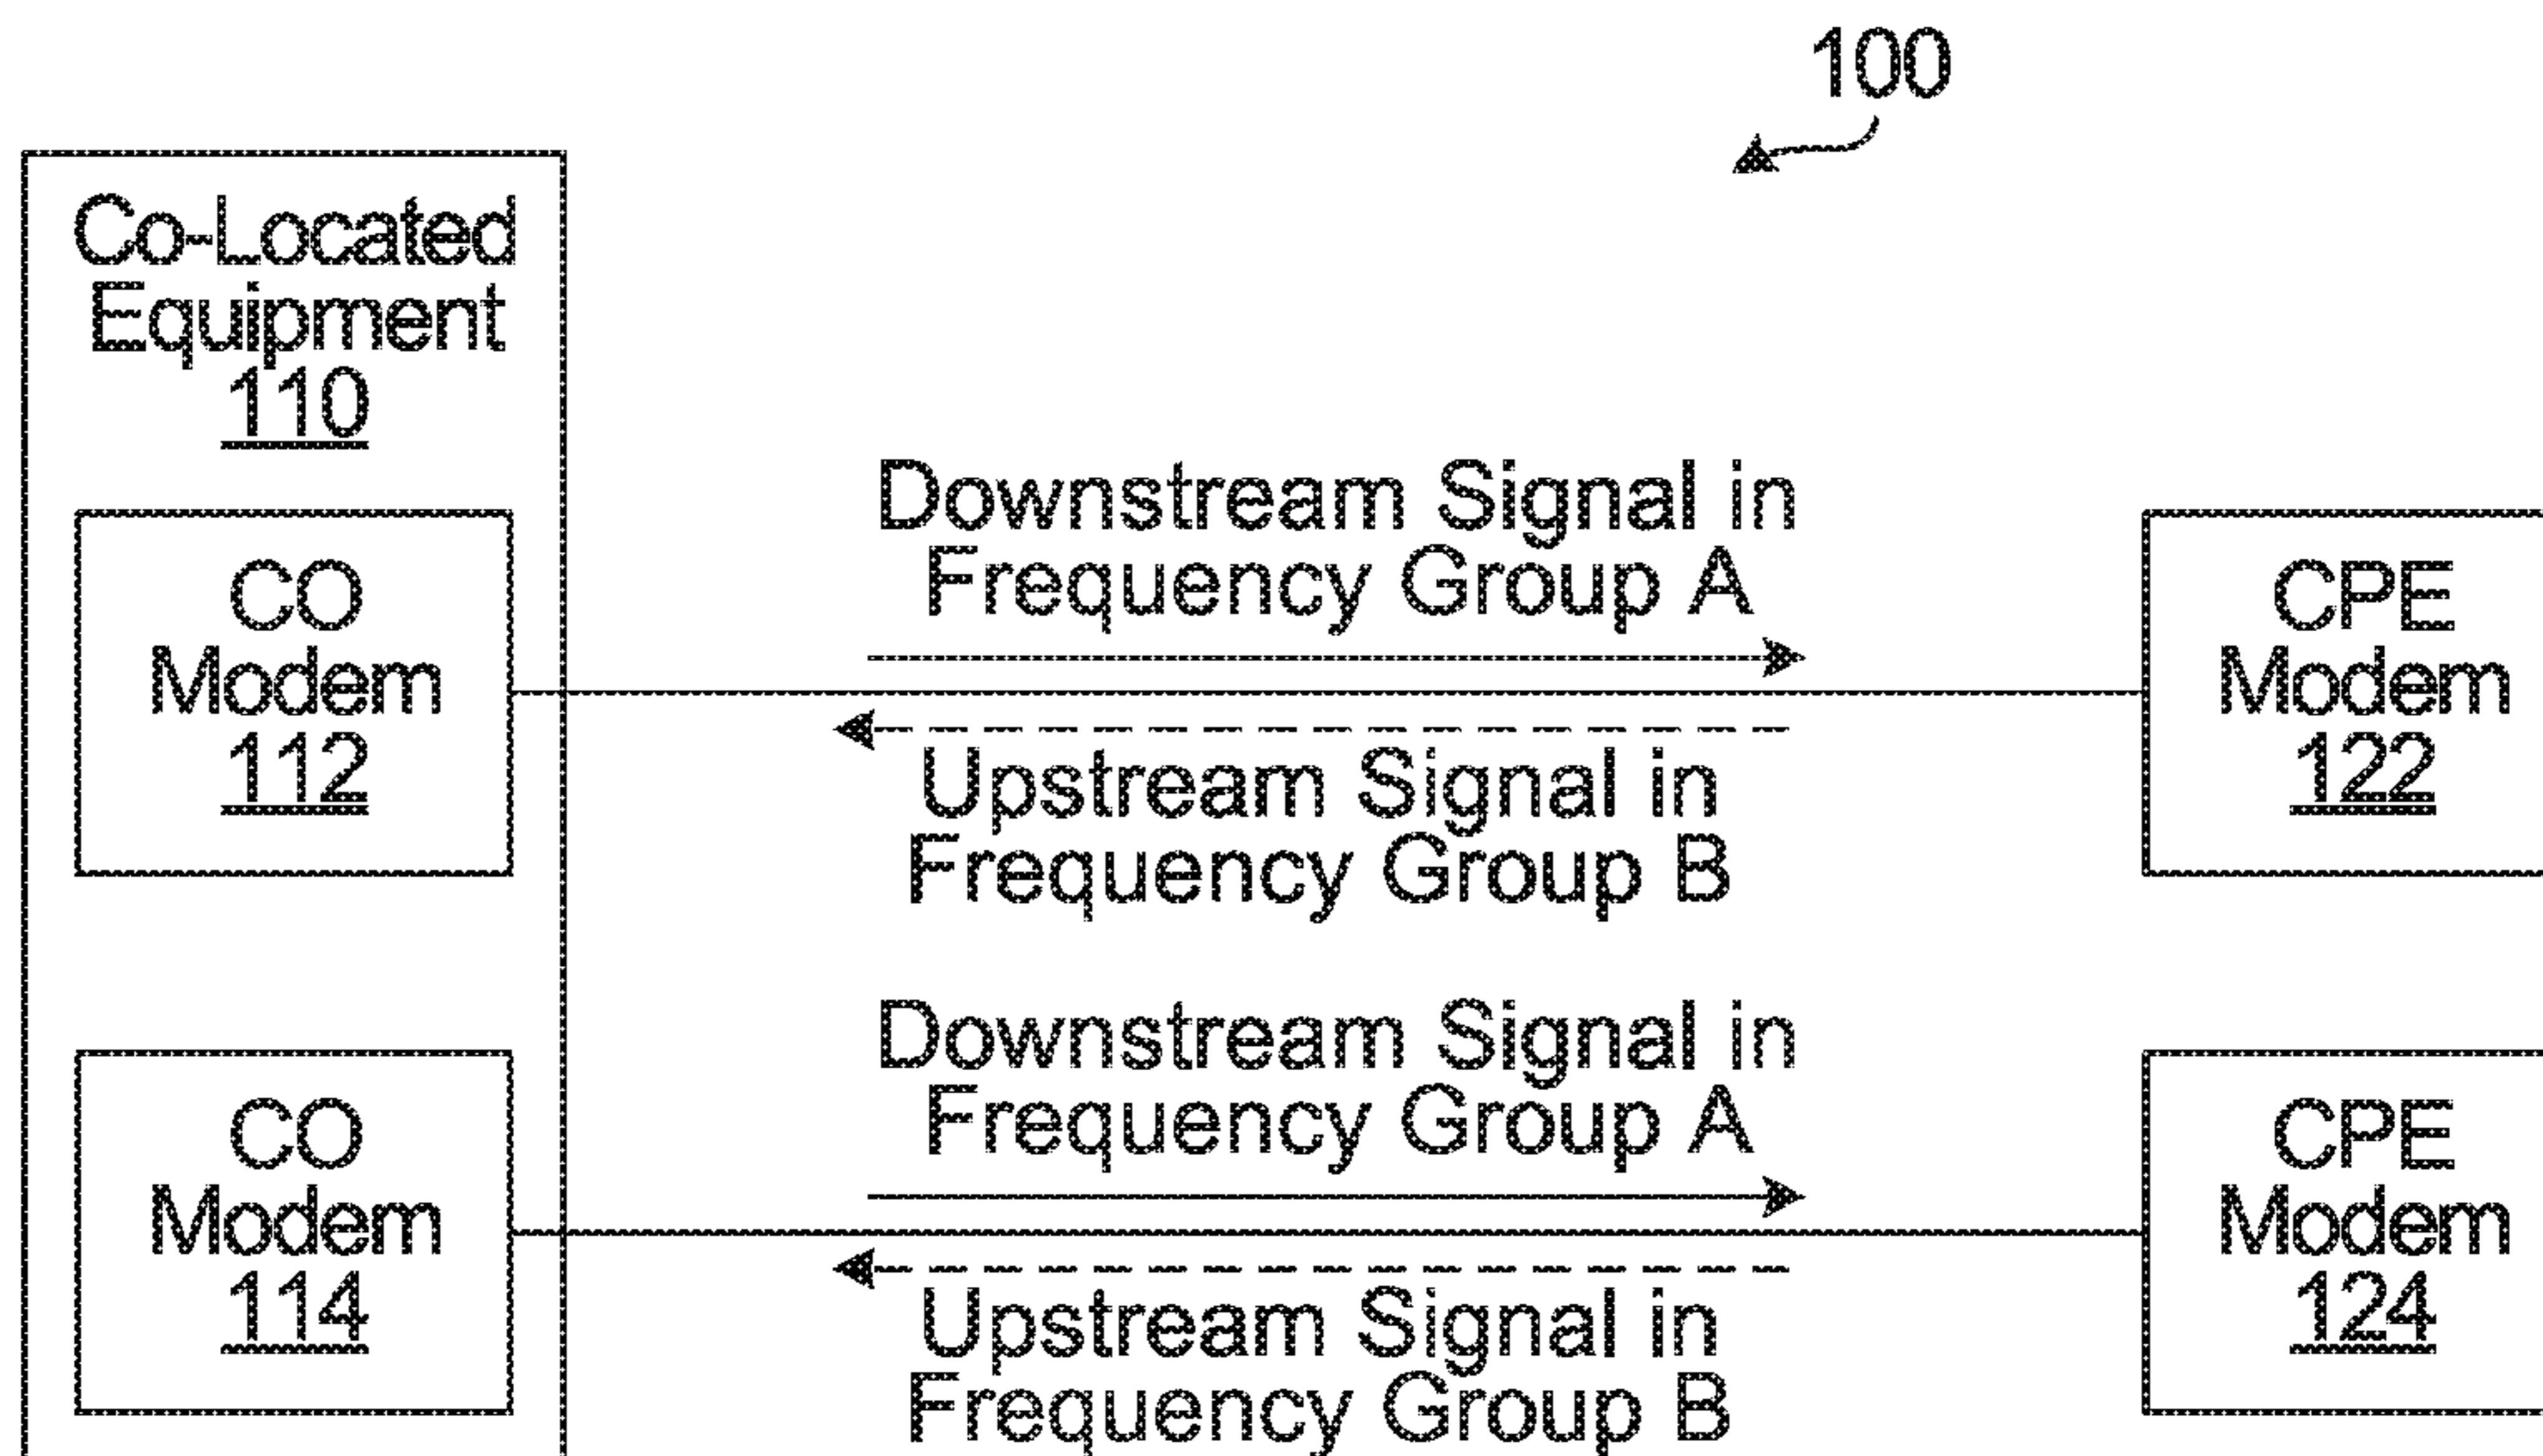 100
Co-Located
Equipment
110
Downstream Signal in
Frequency Group A
CO
Modem
112
CPE
Modem
122
Upstream Signal in
Frequency Group B
Downstream Signal in
Frequency Group A
CO
Modem
114
CPE
Modem
124
Upstream Signal in
Frequency Group B